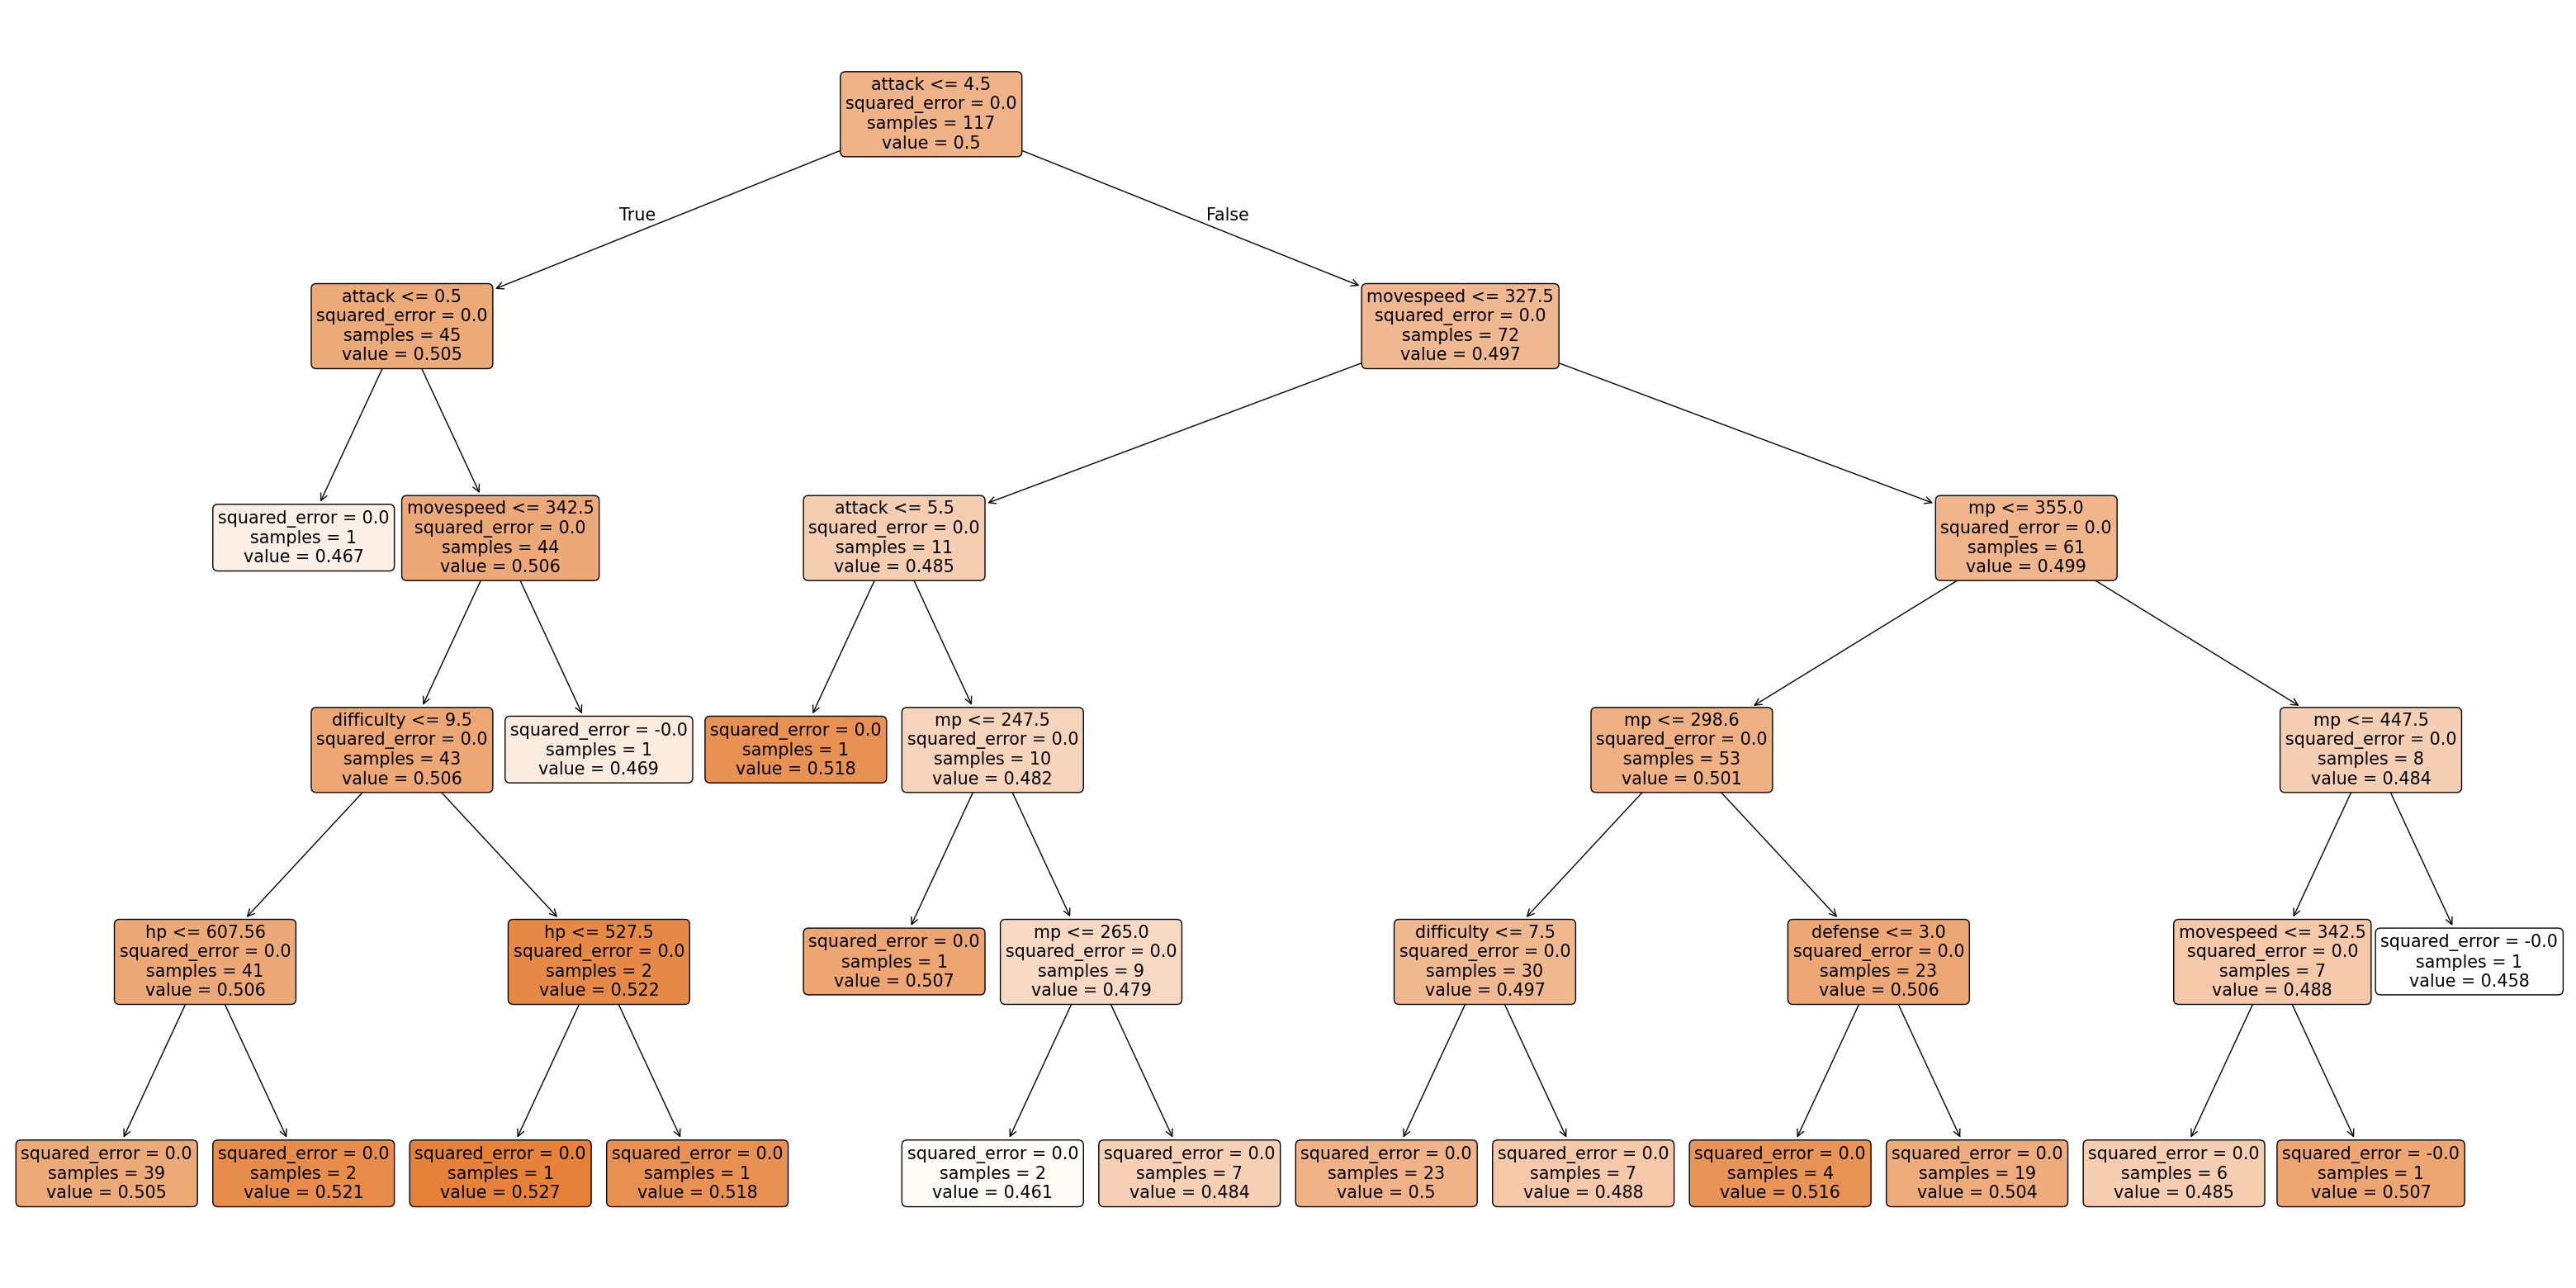 attack <= 4.5
squared_error = 0.0
samples = 117
value = 0.5
True
False
attack <= 0.5
squared_error = 0.0
samples = 45
value = 0.505
movespeed <= 327.5
squared_error = 0.0
samples = 72
value = 0.497
squared_error = 0.0
samples = 1
value = 0.467
movespeed <= 342.5
squared_error = 0.0
samples = 44
value = 0.506
attack <= 5.5
squared_error = 0.0
samples = 11
value = 0.485
mp <= 355.0
squared_error = 0.0
samples = 61
value = 0.499
difficulty <= 9.5
squared_error = 0.0
samples = 43
value = 0.506
squared_error = -0.0
samples = 1
value = 0.469
squared_error = 0.0
samples = 1
value = 0.518
mp <= 247.5
squared_error = 0.0
samples = 10
value = 0.482
mp <= 298.6
squared_error = 0.0
samples = 53
value = 0.501
mp <= 447.5
squared_error = 0.0
samples = 8
value = 0.484
hp <= 607.56
squared_error = 0.0
samples = 41
value = 0.506
hp <= 527.5
squared_error = 0.0
samples = 2
value = 0.522
squared_error = 0.0
samples = 1
value = 0.507
mp <= 265.0
squared_error = 0.0
samples = 9
value = 0.479
difficulty <= 7.5
squared_error = 0.0
samples = 30
value = 0.497
defense <= 3.0
squared_error = 0.0
samples = 23
value = 0.506
movespeed <= 342.5
squared_error = 0.0
samples = 7
value = 0.488
squared_error = -0.0
samples = 1
value = 0.458
squared_error = 0.0
samples = 39
value = 0.505
squared_error = 0.0
samples = 2
value = 0.521
squared_error = 0.0
samples = 1
value = 0.527
squared_error = 0.0
samples = 1
value = 0.518
squared_error = 0.0
samples = 2
value = 0.461
squared_error = 0.0
samples = 7
value = 0.484
squared_error = 0.0
samples = 23
value = 0.5
squared_error = 0.0
samples = 7
value = 0.488
squared_error = 0.0
samples = 4
value = 0.516
squared_error = 0.0
samples = 19
value = 0.504
squared_error = 0.0
samples = 6
value = 0.485
squared_error = -0.0
samples = 1
value = 0.507